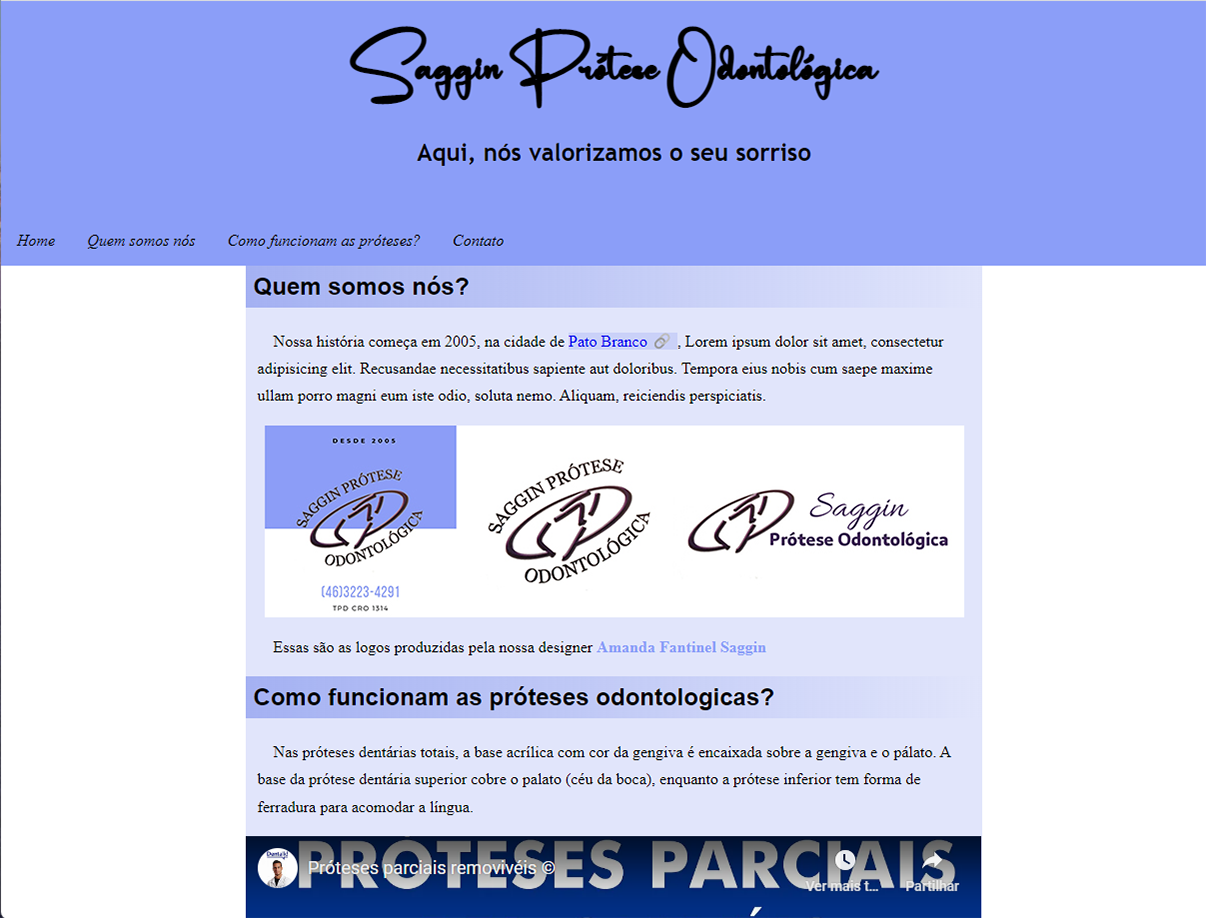 Saggin Prótese Odontológica
Aqui, nós valorizamos o seu sorriso
Home Quem somos nós Como funcionam as próteses? Contato
Quem somos nós?
Nossa história começa em 2005, na cidade de Pato Branco 🔗 , Lorem ipsum dolor sit amet, consectetur
adipisicing elit. Recusandae necessitatibus sapiente aut doloribus. Tempora eius nobis cum saepe maxime
ullam porro magni eum iste odio, soluta nemo. Aliquam, reiciendis perspiciatis.
DESDE 2005
SAGGIN PRÓTESE
ODONTOLÓGICA
(46)3223-4291
TPD CRO 1314
SAGGIN PRÓTESE
ODONTOLÓGICA
Saggin
Prótese Odontológica
Essas são as logos produzidas pela nossa designer Amanda Fantinel Saggin
Como funcionam as próteses odontologicas?
Nas próteses dentárias totais, a base acrílica com cor da gengiva é encaixada sobre a gengiva e o pálato. A
base da prótese dentária superior cobre o palato (céu da boca), enquanto a prótese inferior tem forma de
ferradura para acomodar a língua.
PRÓTESES PARCIAIS
Próteses parciais removivéis ©
Ver mais t...
Partilhar